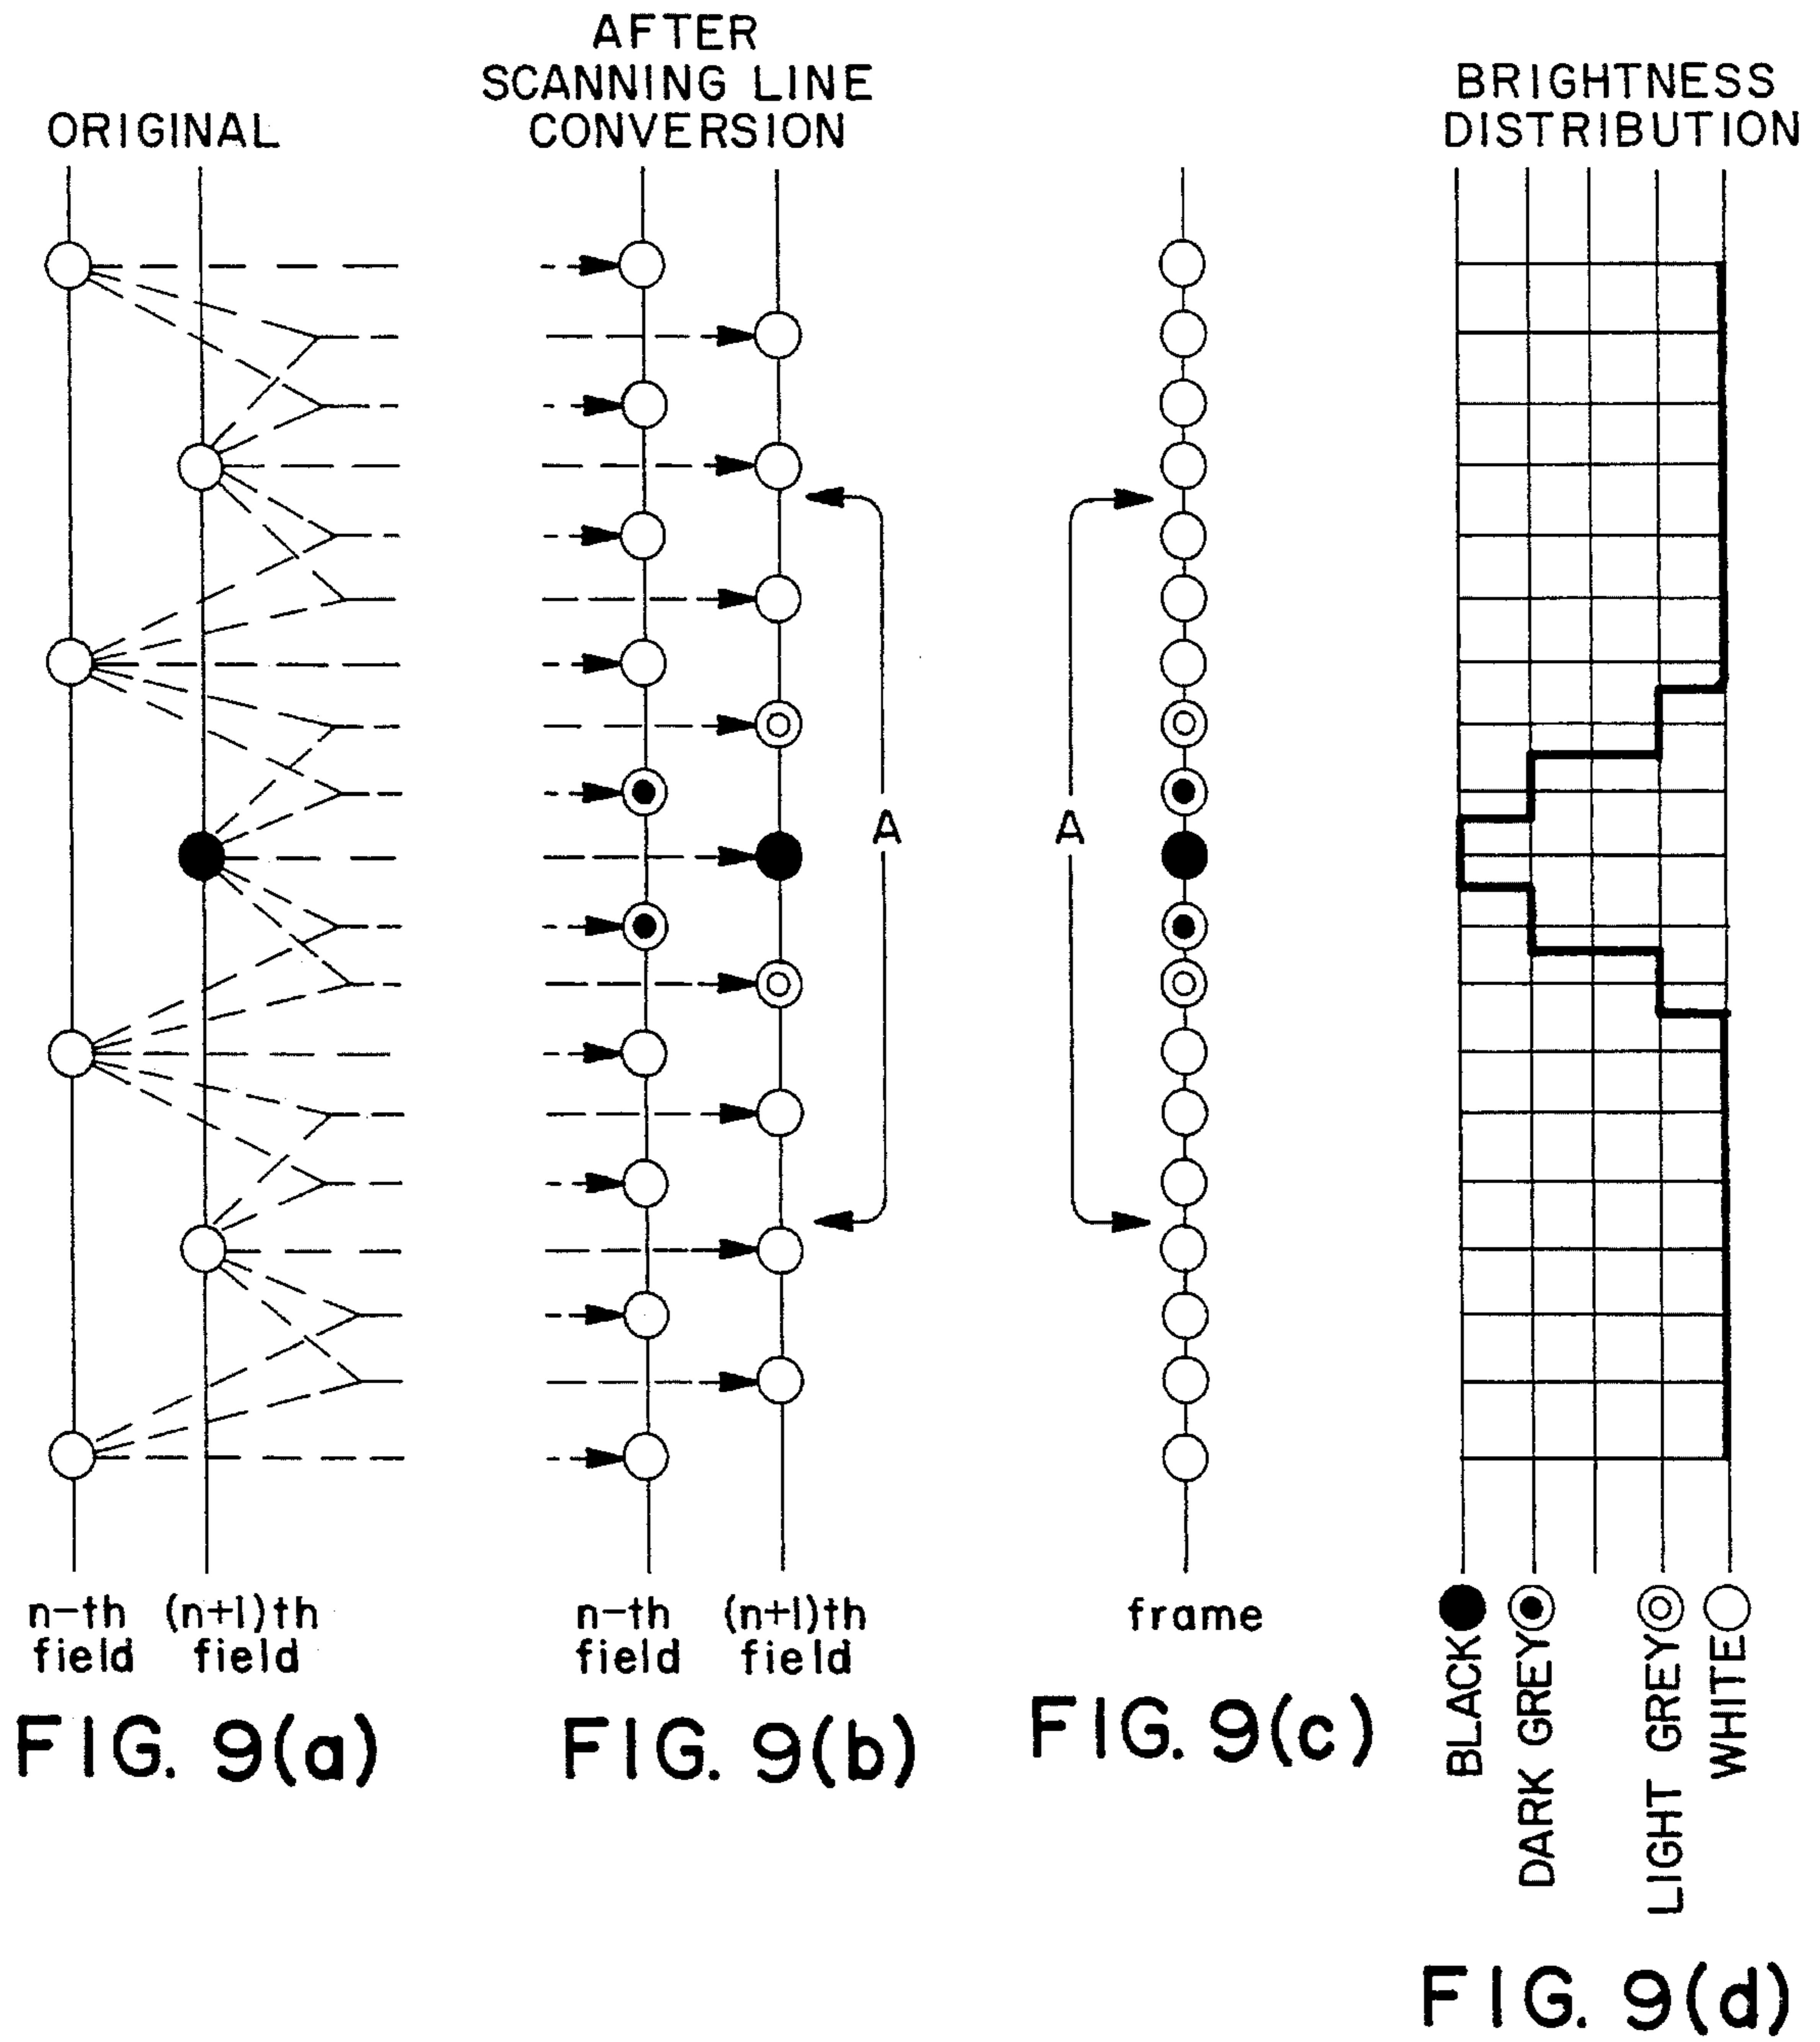 AFTER
SCANNING LINE
CONVERSION
ORIGINAL
BRIGHTNESS
DISTRIBUTION
A
A
n-th
field
(n+1)th
field
n-th
field
(n+1)th
field
frame
BLACK
DARK GREY
LIGHT GREY
WHITE
FIG. 9(a)
FIG. 9(b)
FIG. 9(c)
FIG. 9(d)